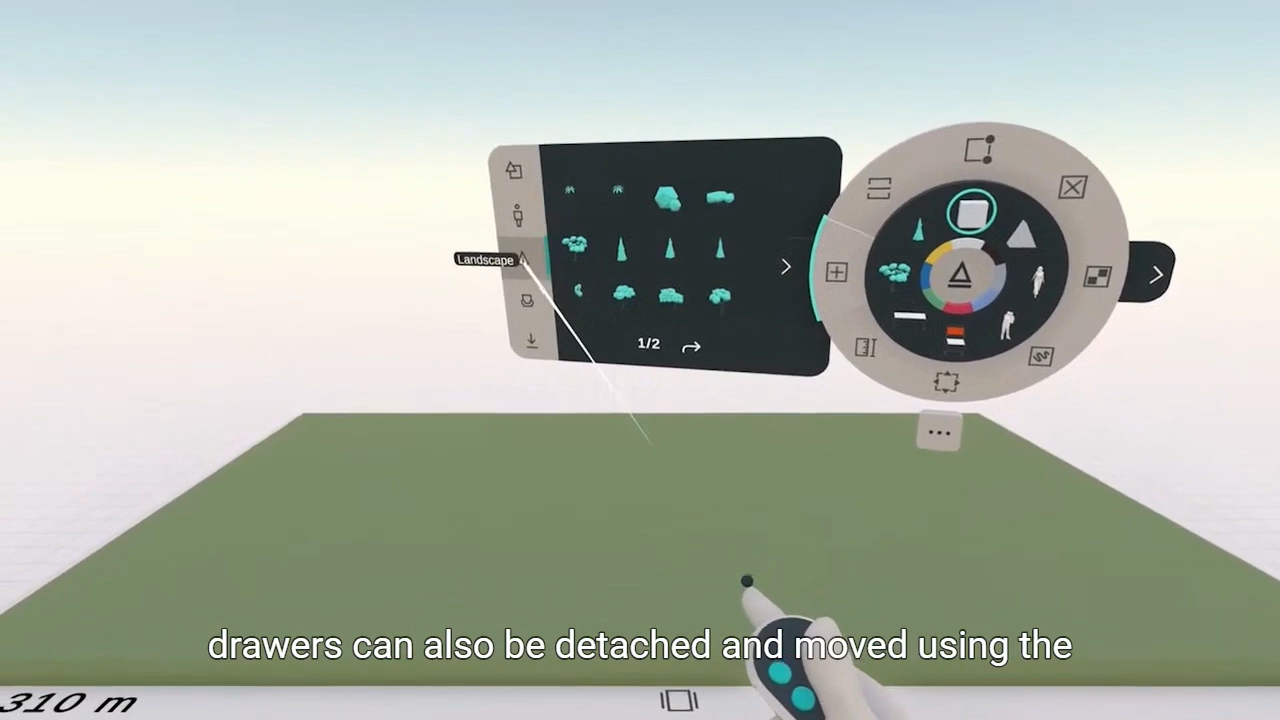 Landscape
1/2
drawers can also be detached and moved using the
310 m